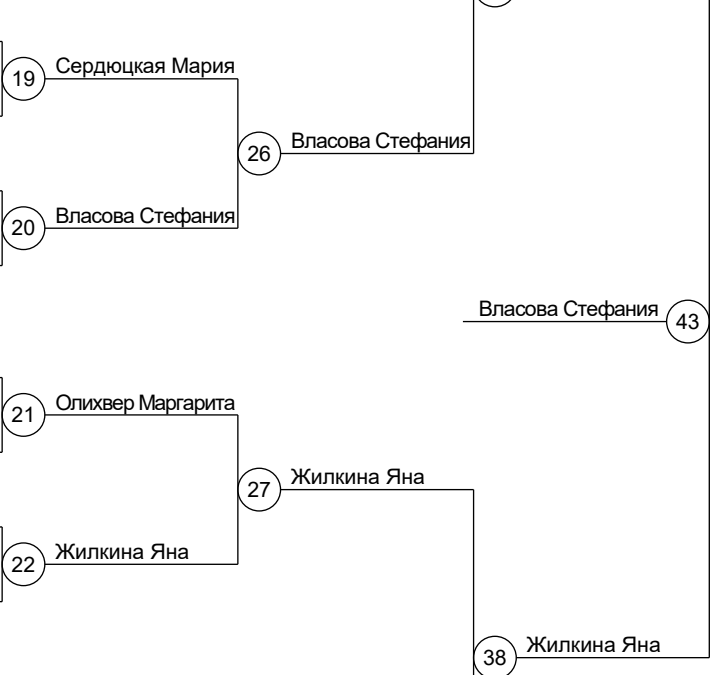 19
Сердюцкая Мария
26
Власова Стефания
20
Власова Стефания
Власова Стефания
43
21
Олихвер Маргарита
27
Жилкина Яна
22
Жилкина Яна
38
Жилкина Яна